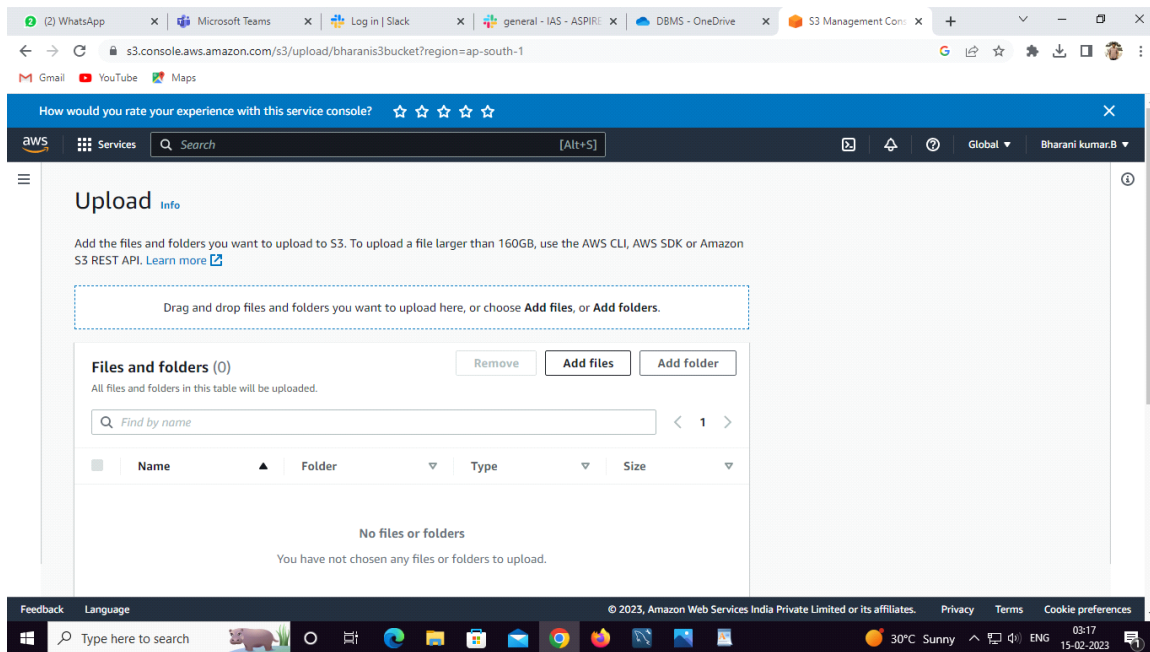 (2) WhatsApp
Microsoft Teams
Log in | Slack
general - IAS - ASPIRE
DBMS - OneDrive
S3 Management Cons
s3.console.aws.amazon.com/s3/upload/bharanis3bucket?region=ap-south-1
Gmail YouTube Maps
How would you rate your experience with this service console?
aws Services Search [Alt+S] Global Bharani kumar.B
Upload Info
Add the files and folders you want to upload to S3. To upload a file larger than 160GB, use the AWS CLI, AWS SDK or Amazon
S3 REST API. Learn more
Drag and drop files and folders you want to upload here, or choose Add files, or Add folders.
Files and folders (0) Remove Add files Add folder
All files and folders in this table will be uploaded.
Find by name 1
Name Folder Type Size
No files or folders
You have not chosen any files or folders to upload.
Feedback Language © 2023, Amazon Web Services India Private Limited or its affiliates. Privacy Terms Cookie preferences
Type here to search 30°C Sunny ENG 03:17
15-02-2023 1